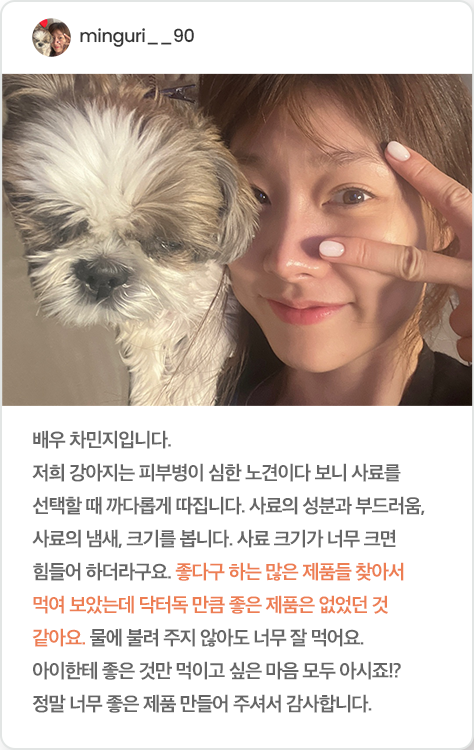 minguri__90
배우 차민지입니다.
저희 강아지는 피부병이 심한 노견이다 보니 사료를
선택할 때 까다롭게 따집니다. 사료의 성분과 부드러움,
사료의 냄새, 크기를 봅니다. 사료 크기가 너무 크면
힘들어 하더라구요. 좋다구 하는 많은 제품들 찾아서
먹여 보았는데 닥터독 만큼 좋은 제품은 없었던 것
같아요. 물에 불려 주지 않아도 너무 잘 먹어요.
아이한테 좋은 것만 먹이고 싶은 마음 모두 아시죠!?
정말 너무 좋은 제품 만들어 주셔서 감사합니다.